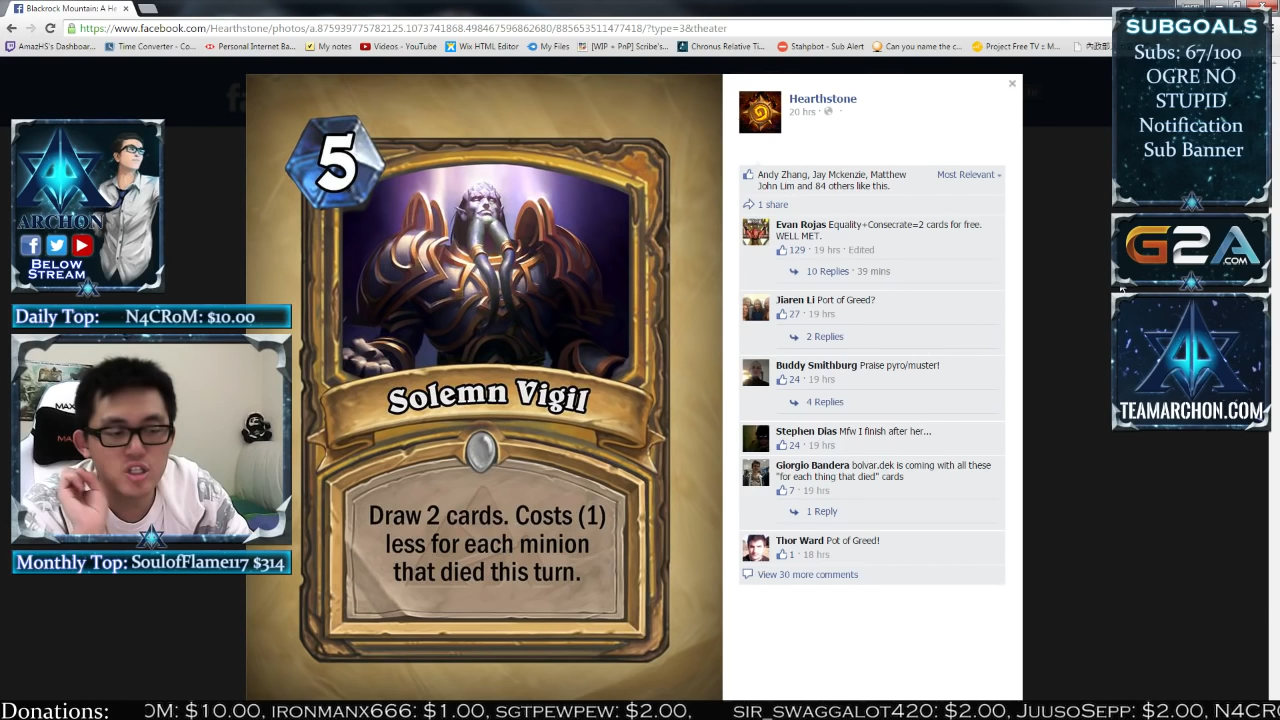 Blackrock Mountain: A He
https://www.facebook.com/Hearthstone/photos/a.875939775782125.1073741868.498467596862680/885653511477418/?type=3&theater
AmazHS's Dashboard...
Time Converter - Co...
Personal Internet Ba...
My notes
Videos - YouTube
Wix HTML Editor
My Files
[WIP + PnP] Scribe's...
Chronus Relative Ti...
Stahpbot - Sub Alert
Can you name the c...
Project Free TV
SUBGOALS
Subs: 67/100
OGRE NO
STUPID
Notification
Sub Banner
G2A
.COM
TEAMARCHON.COM
ARCHON
BELOW
STREAM
Daily Top: N4CROM: $10.00
Monthly Top: SoulofFlame117 $314
5
Solemn Vigil
Draw 2 cards. Costs (1)
less for each minion
that died this turn.
Hearthstone
20 hrs ·
Andy Zhang, Jay Mckenzie, Matthew
John Lim and 84 others like this.
Most Relevant
1 share
Evan Rojas Equality+Consecrate=2 cards for free.
WELL MET.
129 · 19 hrs · Edited
10 Replies · 39 mins
Jiaren Li Port of Greed?
27 · 19 hrs
2 Replies
Buddy Smithburg Praise pyro/muster!
24 · 19 hrs
4 Replies
Stephen Dias Mfw I finish after her...
24 · 19 hrs
Giorgio Bandera bolvar.dek is coming with all these
"for each thing that died" cards
7 · 19 hrs
1 Reply
Thor Ward Pot of Greed!
1 · 18 hrs
View 30 more comments
Donations: OM: $10.00, IRONMANX666: $1.00, SGTPEWPEW: $2.00, SIR_SWAGGALOT420: $2.00, JUUSOSEPP: $2.00, N4CR